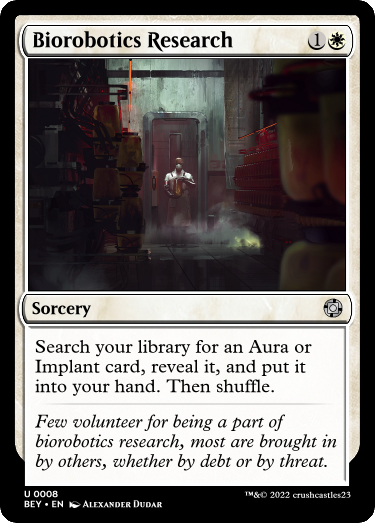 Biorobotics Research 1
Sorcery
Search your library for an Aura or
Implant card, reveal it, and put it
into your hand. Then shuffle.
Few volunteer for being a part of
biorobotics research, most are brought in
by others, whether by debt or by threat.
U 0008
BEY • EN Alexander Dudar
™&© 2022 crushcastles23